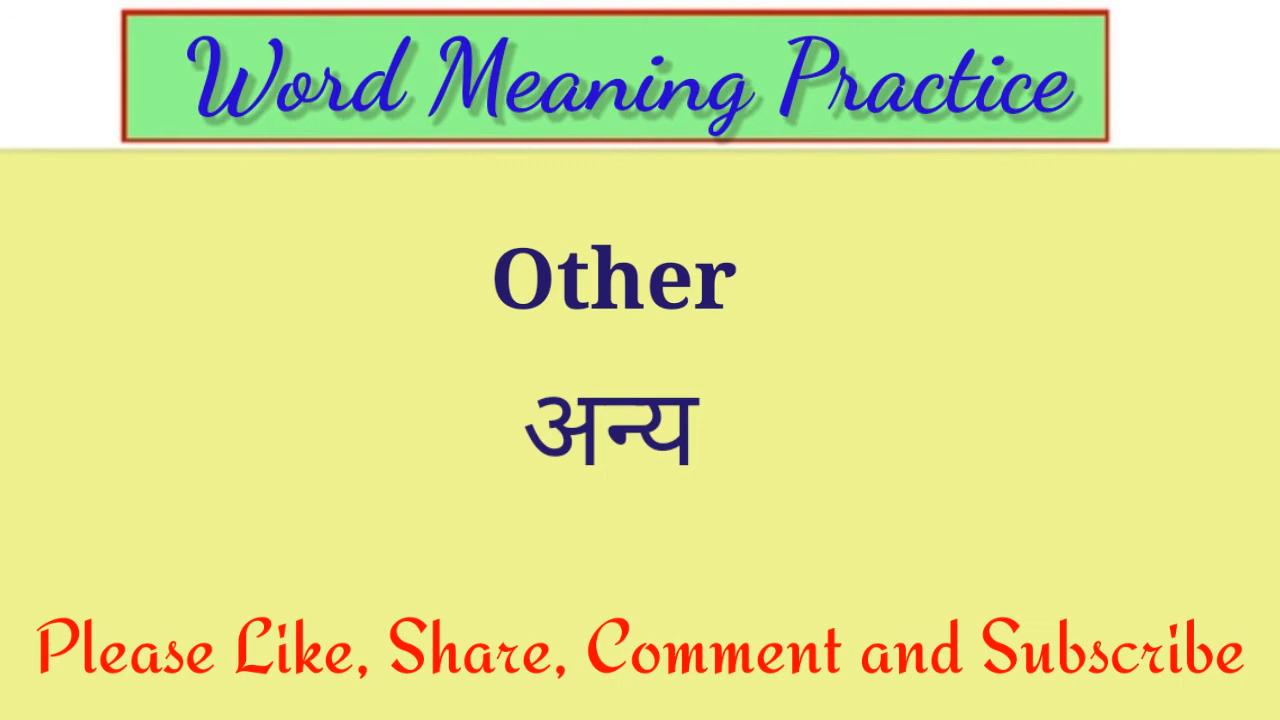 Word Meaning Practice
Other
अन्य
Please Like, Share, Comment and Subscribe